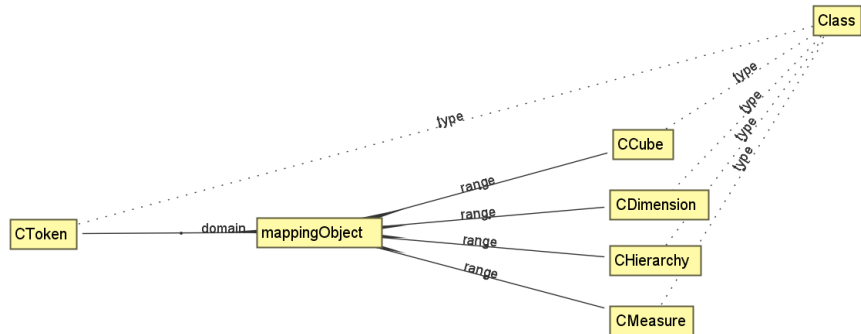 Class
type
type
type
type
type
CCube
range
CDimension
range
CToken
domain
mappingObject
range
CHierarchy
range
CMeasure